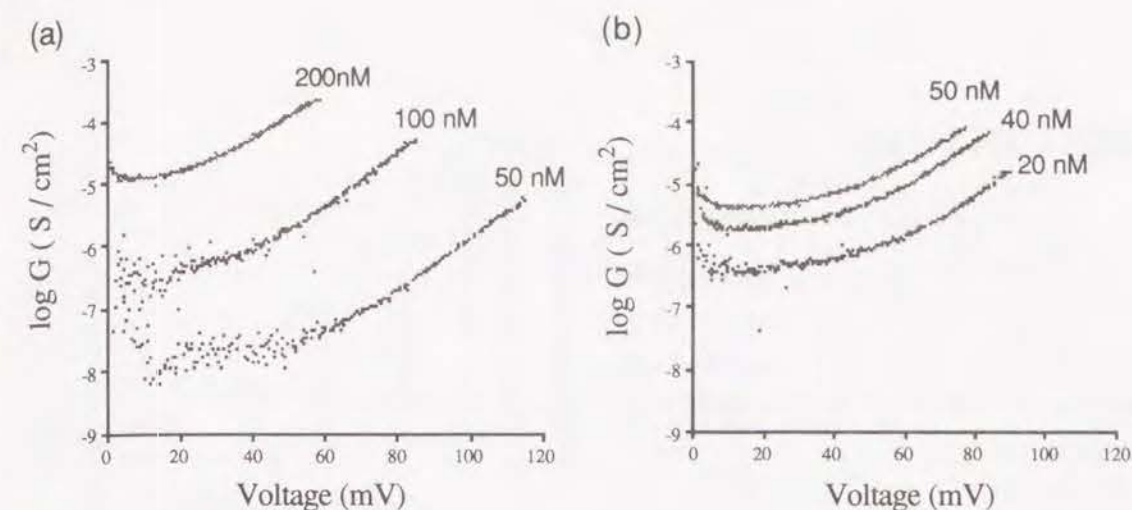 (a)
-3
-4
-5
-6
-7
-8
-9
log G ( S / cm²)
200nM
100 nM
50 nM
0 20 40 60 80 100 120
Voltage (mV)
(b)
-3
-4
-5
-6
-7
-8
-9
log G ( S / cm²)
50 nM
40 nM
20 nM
0 20 40 60 80 100 120
Voltage (mV)